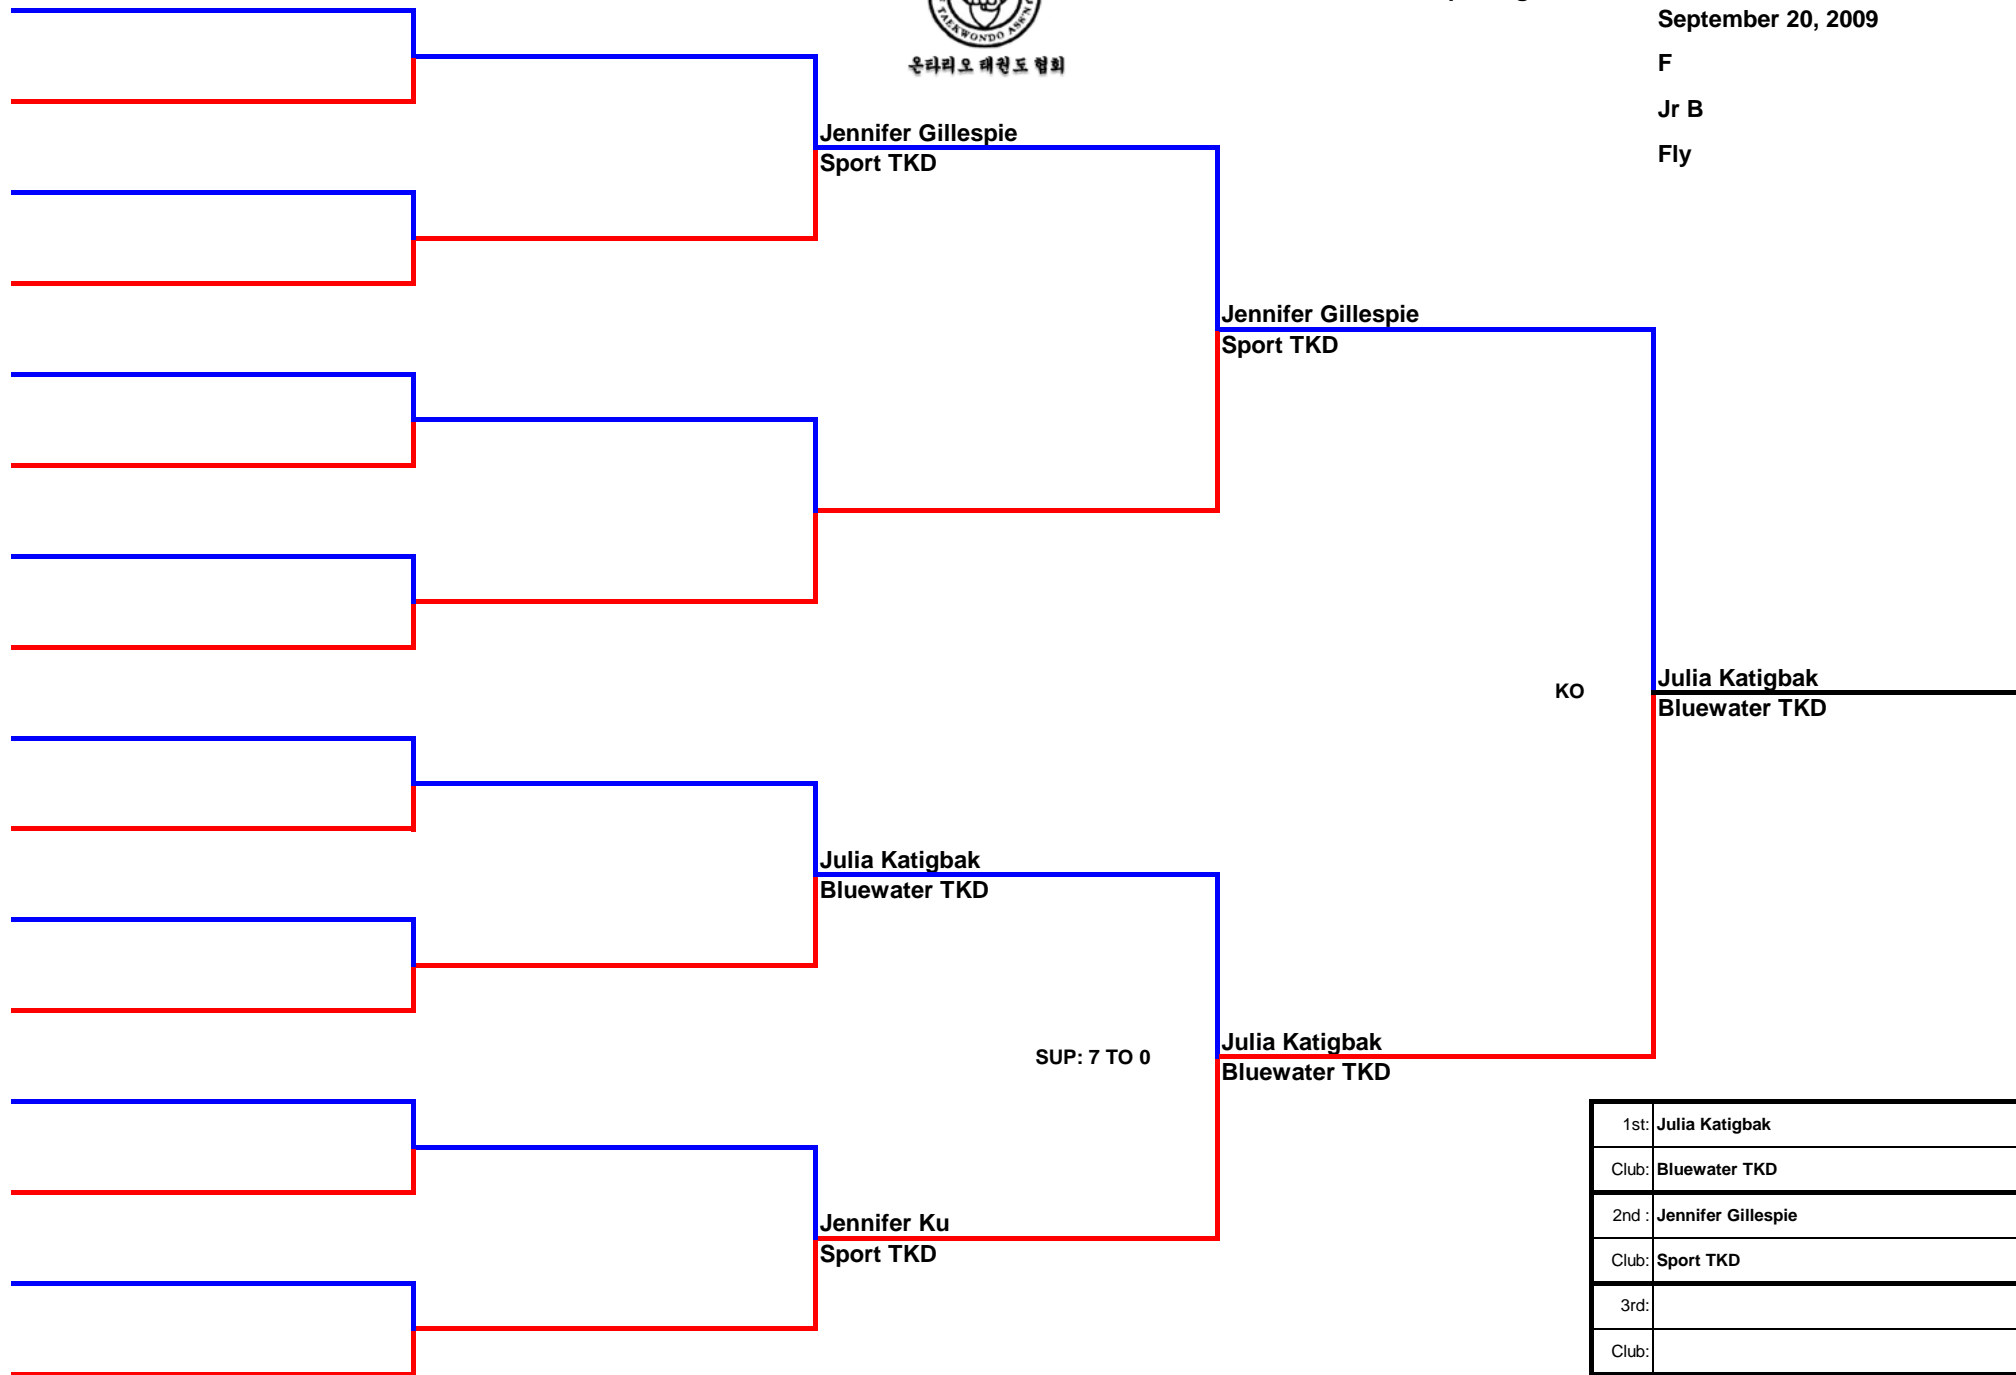 TAEKWONDO ASS'N
온타리오 태권도 협회
September 20, 2009
F
Jr B
Fly
Jennifer Gillespie
Sport TKD
Jennifer Gillespie
Sport TKD
KO
Julia Katigbak
Bluewater TKD
Julia Katigbak
Bluewater TKD
SUP: 7 TO 0
Julia Katigbak
Bluewater TKD
Jennifer Ku
Sport TKD
1st: Julia Katigbak
Club: Bluewater TKD
2nd : Jennifer Gillespie
Club: Sport TKD
3rd:
Club: